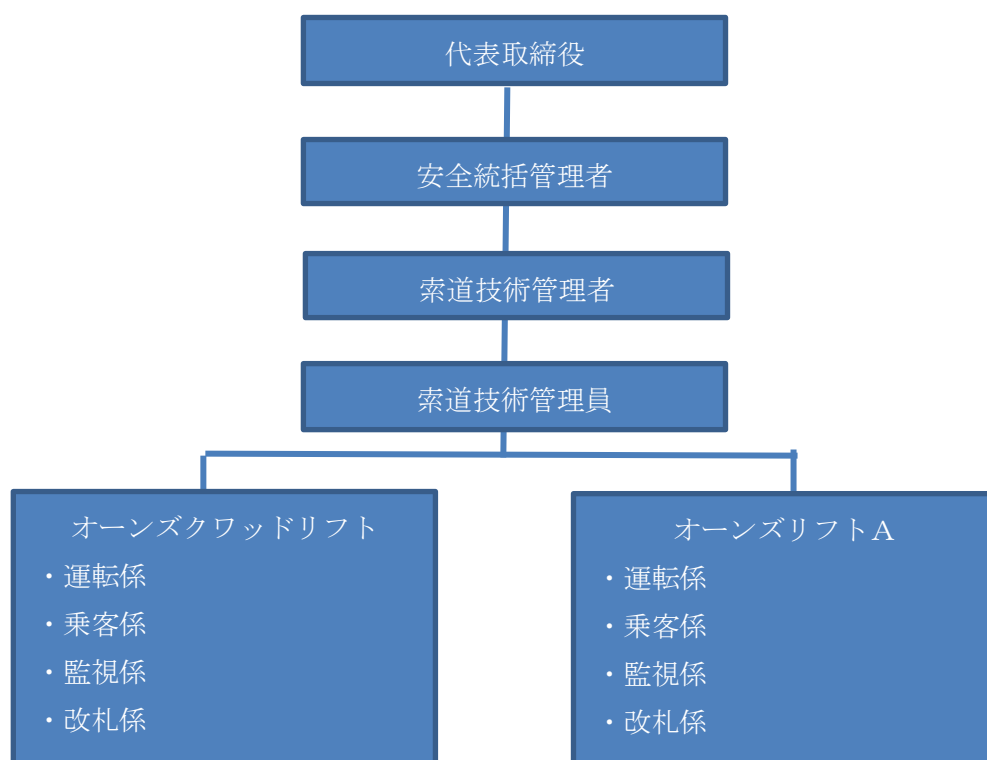 代表取締役
安全統括管理者
索道技術管理者
索道技術管理員
オーンズクワッドリフト
・運転係
・乗客係
・監視係
・改札係
オーンズリフトＡ
・運転係
・乗客係
・監視係
・改札係